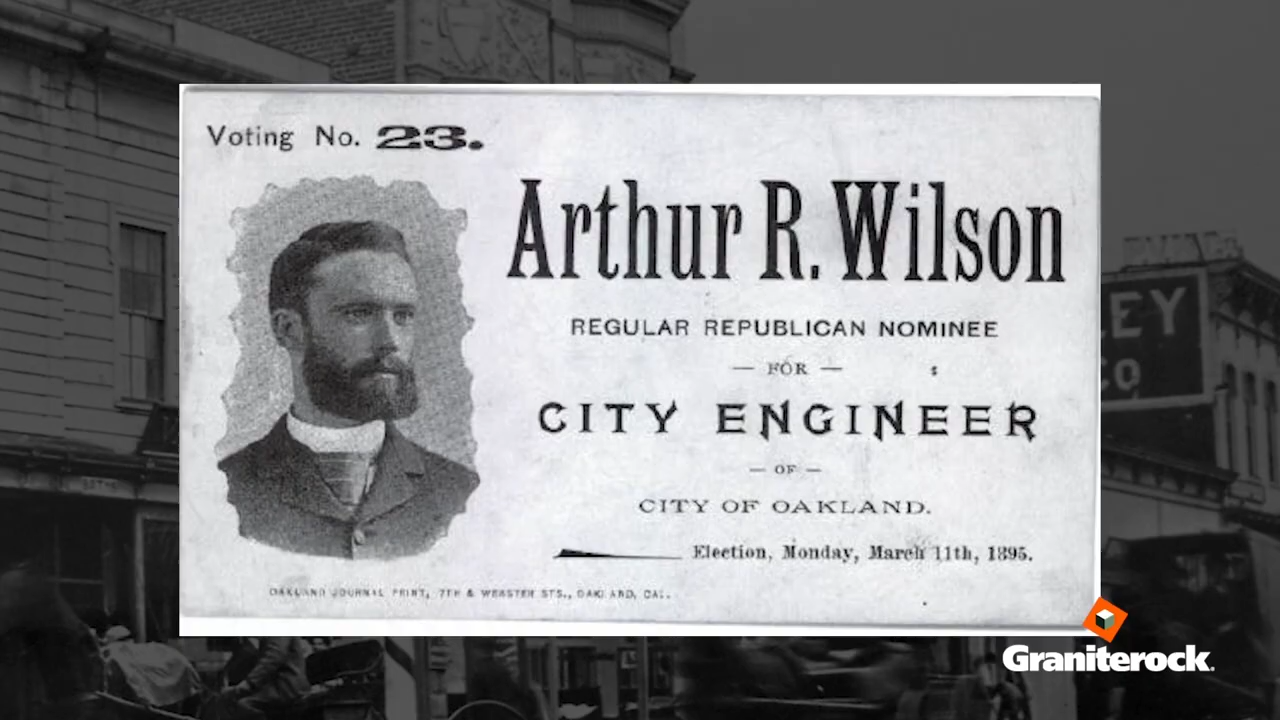 Voting No. 23.
Arthur R. Wilson
REGULAR REPUBLICAN NOMINEE
— FOR —
CITY ENGINEER
— OF —
CITY OF OAKLAND.
Election, Monday, March 11th, 1895.
OAKLAND JOURNAL PRINT, 7TH & WEBSTER STS., OAKLAND, CAL.
EY
CO
Graniterock.